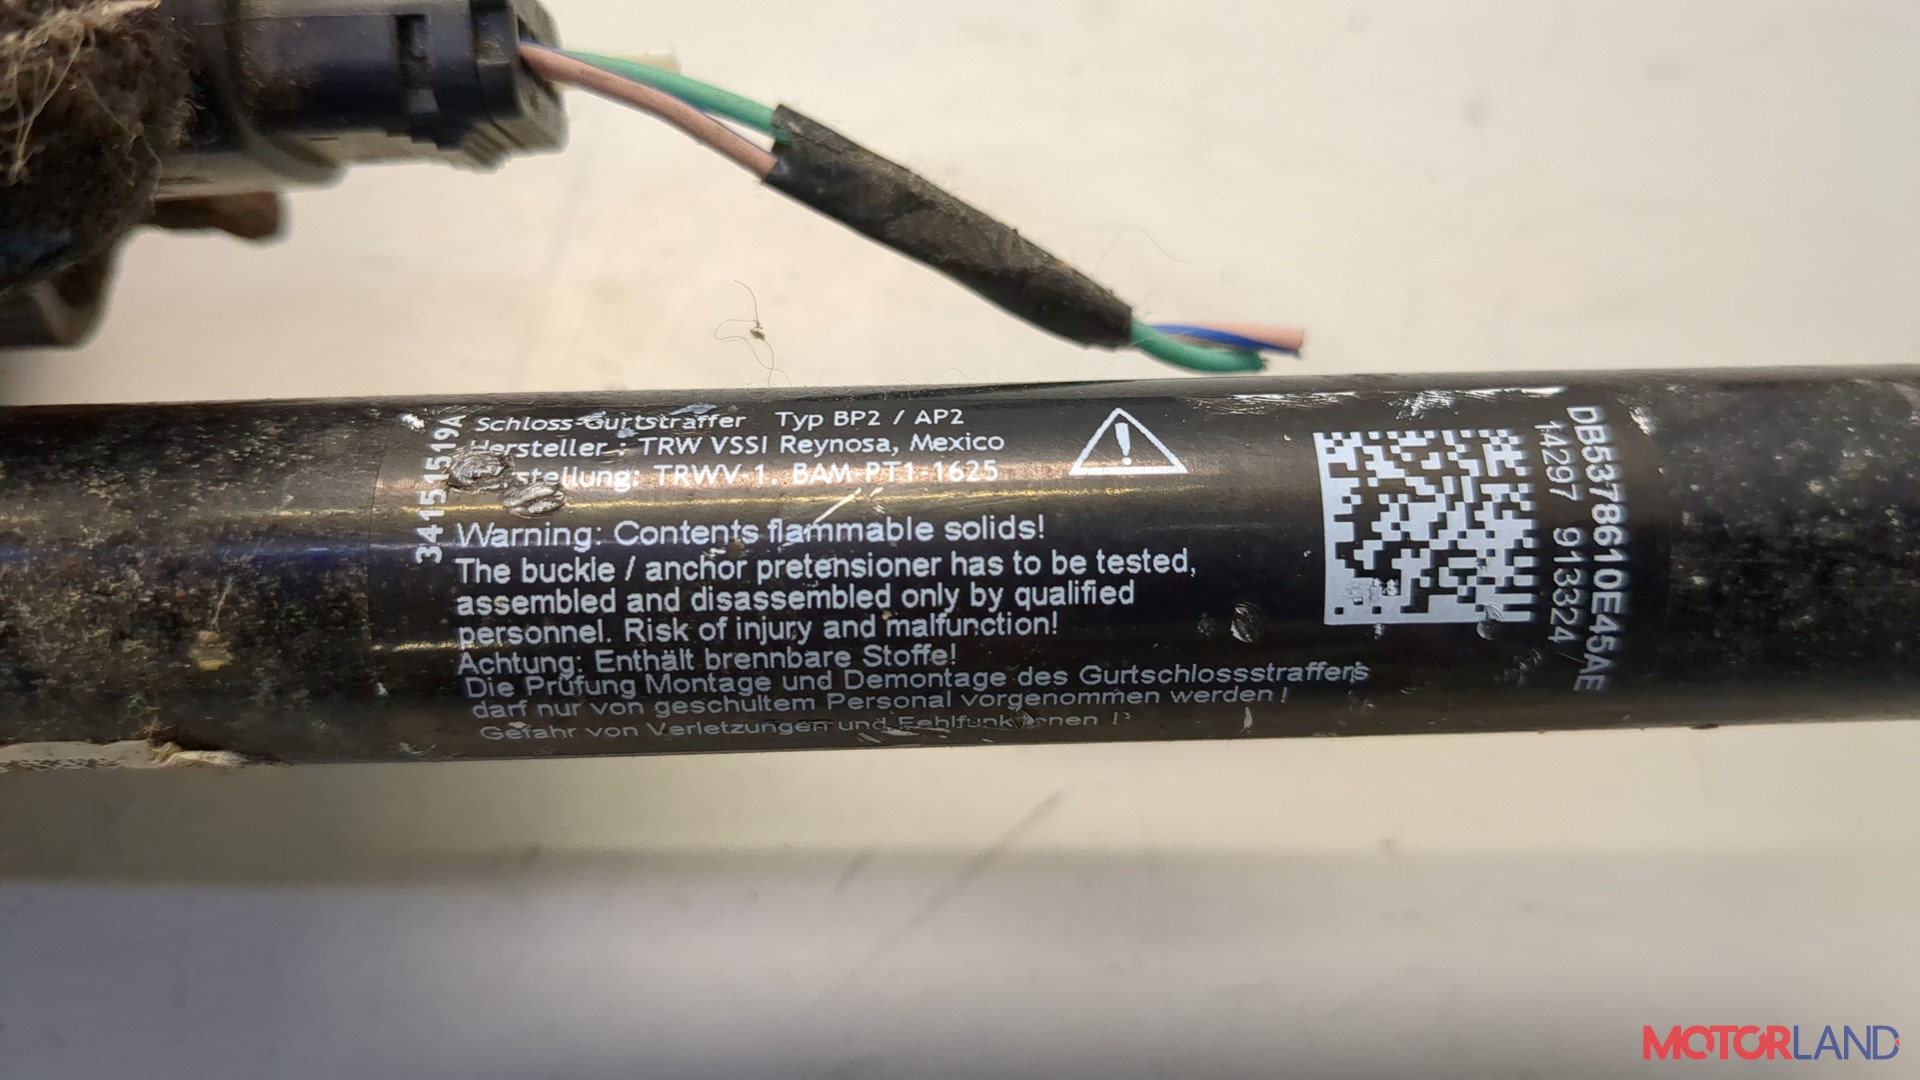 34151519A
Schloss-Gurtstraffer Typ BP2 / AP2
Hersteller : TRW VSSI Reynosa, Mexico
stellung: TRWV-1. BAM-PT1-1625
Warning: Contents flammable solids!
The buckle / anchor pretensioner has to be tested,
assembled and disassembled only by qualified
personnel. Risk of injury and malfunction!
Achtung: Enthält brennbare Stoffe!
Die Prüfung Montage und Demontage des Gurtschlossstraffers
darf nur von geschultem Personal vorgenommen werden !
Gefahr von Verletzungen und Fehlfunktionen !
DB5378610E45AE
14297 913324
MOTORLAND